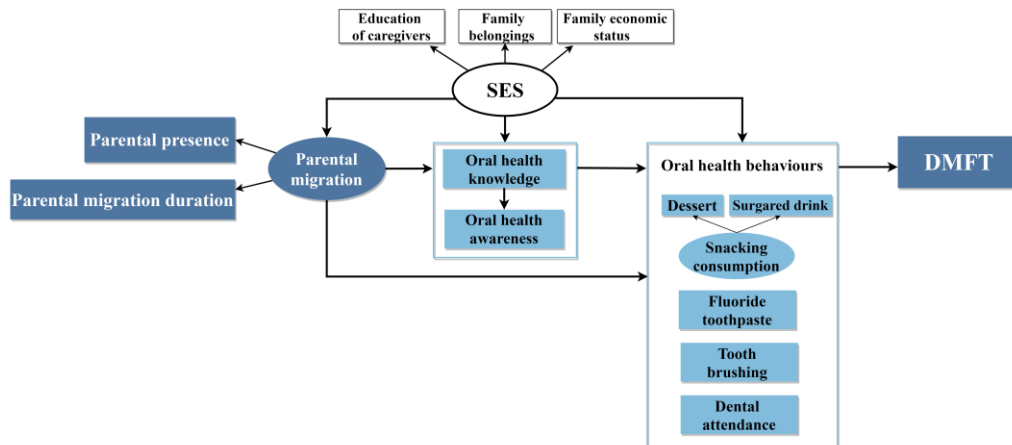 Education
of caregivers
Family
belongings
Family economic
status
SES
Parental presence
Parental migration duration
Parental
migration
Oral health
knowledge
Oral health
awareness
Oral health behaviours
Dessert
Surgared drink
Snacking
consumption
Fluoride
toothpaste
Tooth
brushing
Dental
attendance
DMFT